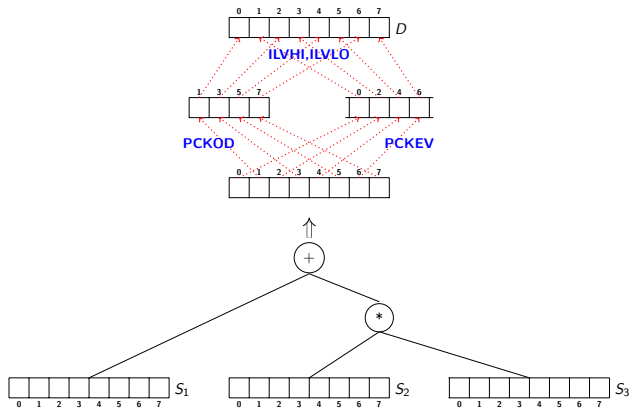 0 1 2 3 4 5 6 7
D
ILVHI,ILVLO
1 3 5 7 0 2 4 6
PCKOD PCKEV
0 1 2 3 4 5 6 7
⇑
+
*
S1 S2 S3
0 1 2 3 4 5 6 7 0 1 2 3 4 5 6 7 0 1 2 3 4 5 6 7